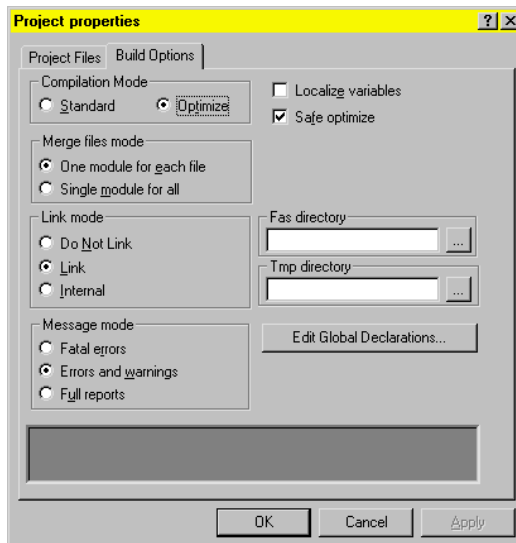 Project properties
Project Files
Build Options
Compilation Mode
Standard
Optimize
Localize variables
Safe optimize
Merge files mode
One module for each file
Single module for all
Link mode
Do Not Link
Link
Internal
Fas directory
...
Tmp directory
...
Message mode
Fatal errors
Errors and warnings
Full reports
Edit Global Declarations...
OK
Cancel
Apply